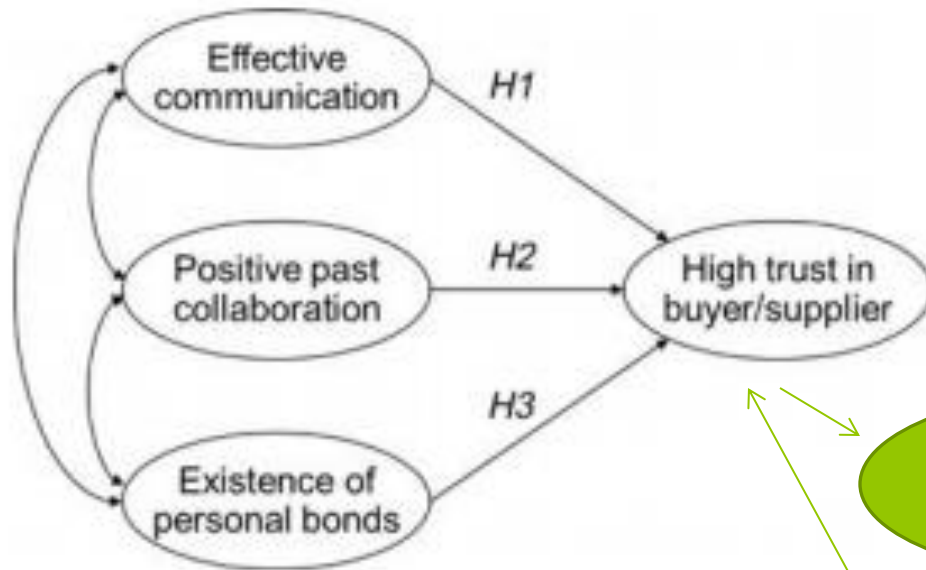 Effective
communication
H1
Positive past
collaboration
H2
High trust in
buyer/supplier
H3
Existence of
personal bonds